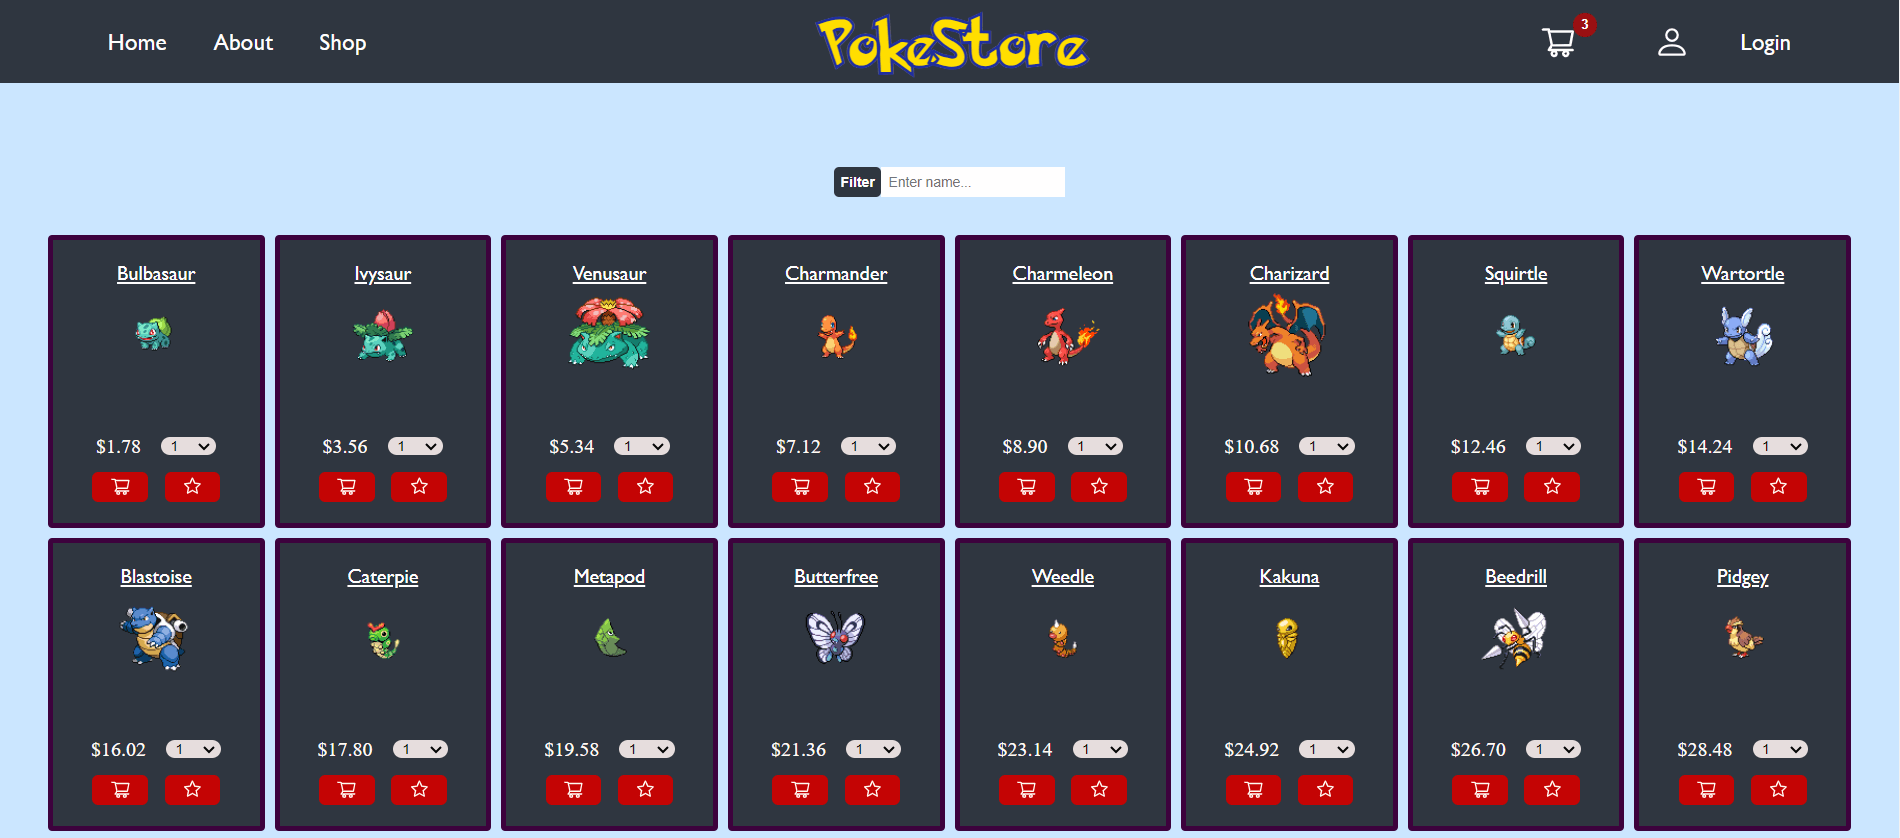 Home About Shop PokeStore 3 Login
Filter Enter name...
Bulbasaur Ivysaur Venusaur Charmander Charmeleon Charizard Squirtle Wartortle
$1.78 1 $3.56 1 $5.34 1 $7.12 1 $8.90 1 $10.68 1 $12.46 1 $14.24 1
Blastoise Caterpie Metapod Butterfree Weedle Kakuna Beedrill Pidgey
$16.02 1 $17.80 1 $19.58 1 $21.36 1 $23.14 1 $24.92 1 $26.70 1 $28.48 1